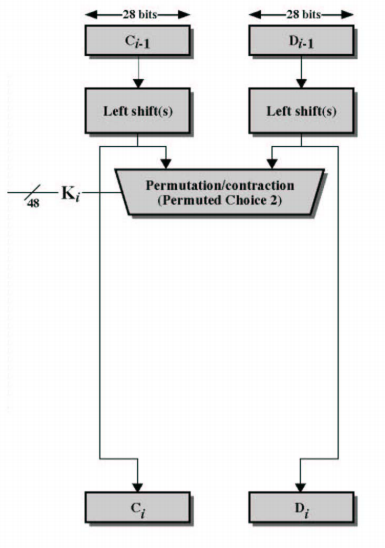 28 bits
28 bits
Ci-1
Di-1
Left shift(s)
Left shift(s)
Permutation/contraction
(Permuted Choice 2)
Ki
48
Ci
Di